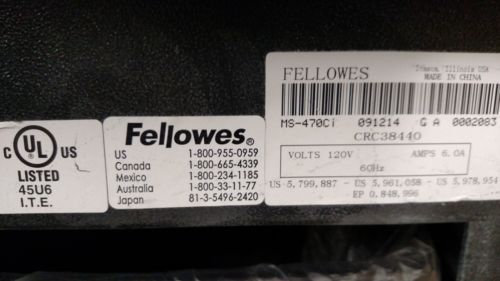 C UL US
LISTED
45U6
I.T.E.
Fellowes®
US 1-800-955-0959
Canada 1-800-665-4339
Mexico 1-800-234-1185
Australia 1-800-33-11-77
Japan 81-3-5496-2420
Itasca, Illinois USA
FELLOWES MADE IN CHINA
MS-470Ci 091214 G A 0002083
CRC38440
VOLTS 120V AMPS 6.0A
60Hz
US 5,799,887 - US 5,961,058 - US 5,978,954
EP 0,848,996